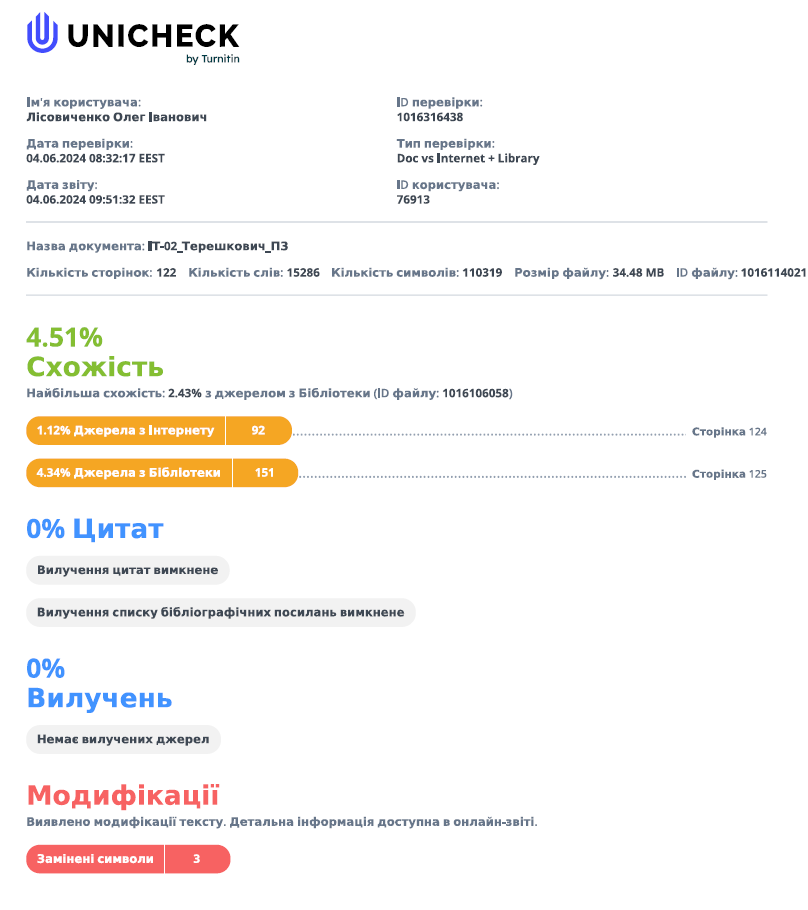 UNICHECK
by Turnitin
Ім'я користувача:
Лісовиченко Олег Іванович
ID перевірки:
1016316438
Дата перевірки:
04.06.2024 08:32:17 EEST
Тип перевірки:
Doc vs Internet + Library
Дата звіту:
04.06.2024 09:51:32 EEST
ID користувача:
76913
Назва документа: ІТ-02_Терешкович_ПЗ
Кількість сторінок: 122 Кількість слів: 15286 Кількість символів: 110319 Розмір файлу: 34.48 MB ID файлу: 1016114021
4.51%
Схожість
Найбільша схожість: 2.43% з джерелом з Бібліотеки (ID файлу: 1016106058)
1.12% Джерела з Інтернету 92 Сторінка 124
4.34% Джерела з Бібліотеки 151 Сторінка 125
0% Цитат
Вилучення цитат вимкнене
Вилучення списку бібліографічних посилань вимкнене
0%
Вилучень
Немає вилучених джерел
Модифікації
Виявлено модифікації тексту. Детальна інформація доступна в онлайн-звіті.
Замінені символи 3